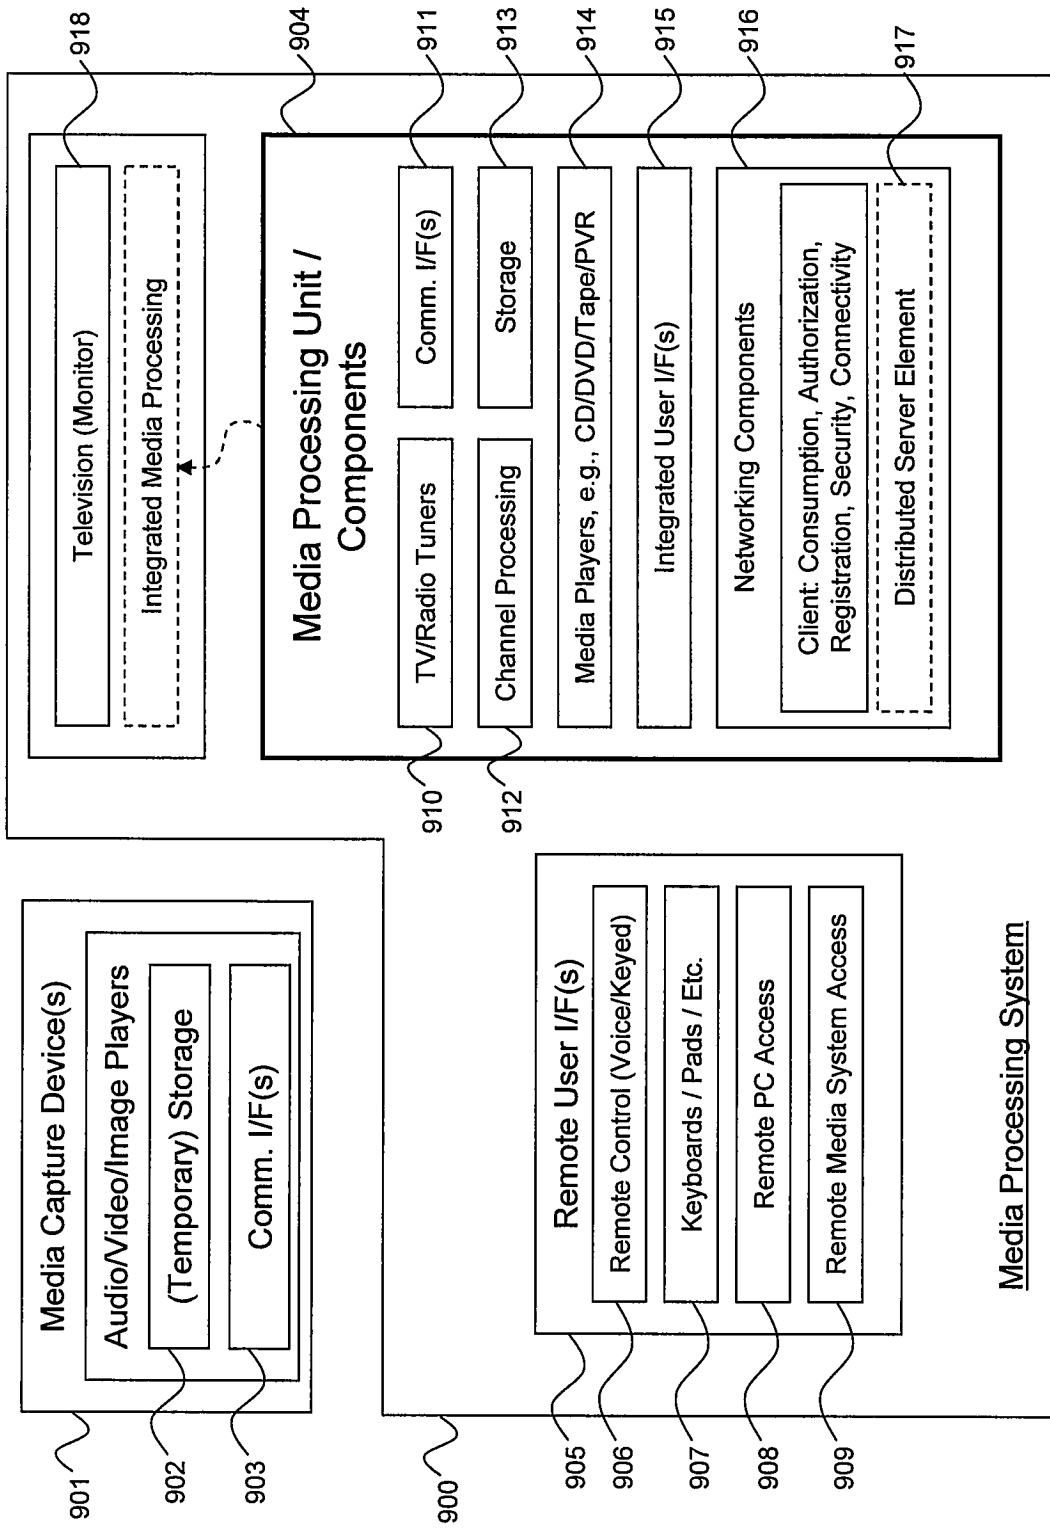 Media Capture Device(s)
Audio/Video/Image Players
(Temporary) Storage
Comm. I/F(s)
901
902
903
900
Television (Monitor)
Integrated Media Processing
918
Media Processing Unit /
Components
904
TV/Radio Tuners
Comm. I/F(s)
910
911
Channel Processing
Storage
912
913
Media Players, e.g., CD/DVD/Tape/PVR
914
Integrated User I/F(s)
915
Networking Components
916
Client: Consumption, Authorization,
Registration, Security, Connectivity
Distributed Server Element
917
Remote User I/F(s)
905
Remote Control (Voice/Keyed)
906
Keyboards / Pads / Etc.
907
Remote PC Access
908
Remote Media System Access
909
Media Processing System